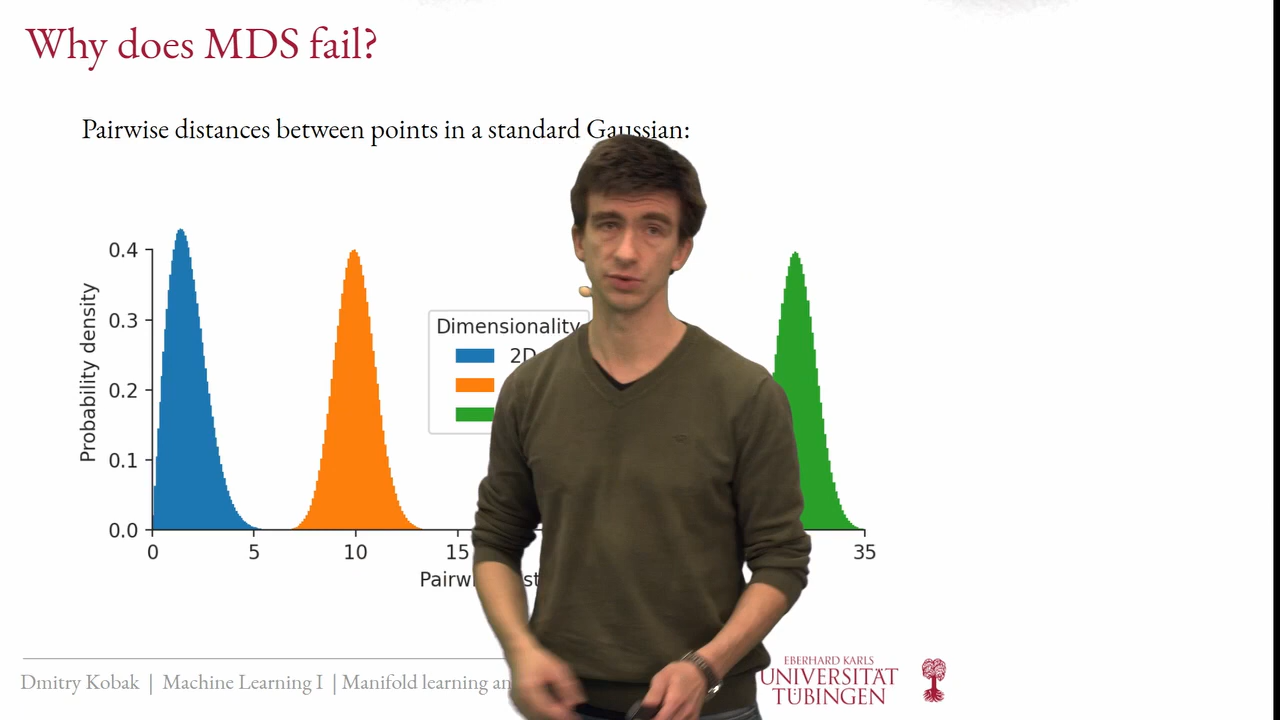 Why does MDS fail?
Pairwise distances between points in a standard Gaussian:
Probability density
0.4
0.3
0.2
0.1
0.0
Dimensionality
2D
0 5 10 15 35
Dmitry Kobak | Machine Learning I | Manifold learning
EBERHARD KARLS
UNIVERSITÄT
TÜBINGEN